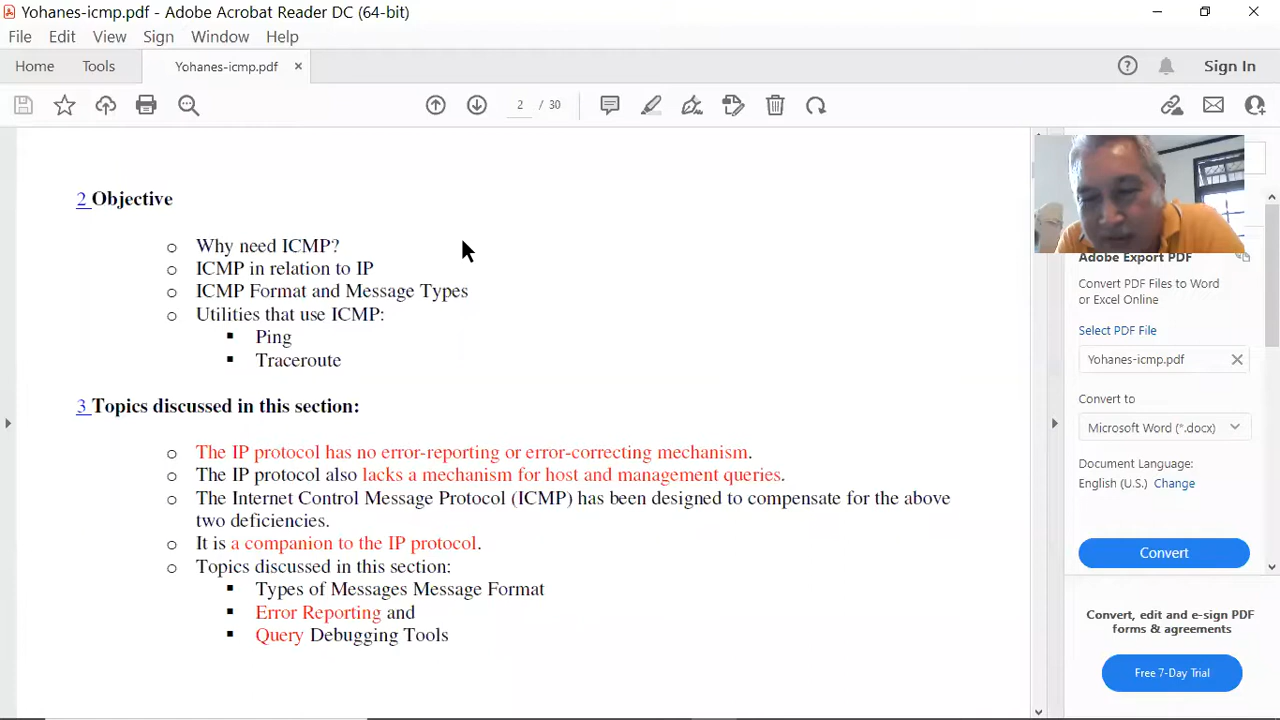 Yohanes-icmp.pdf - Adobe Acrobat Reader DC (64-bit)
File Edit View Sign Window Help
Home Tools Yohanes-icmp.pdf × Sign In
2 / 30
2 Objective
o Why need ICMP?
o ICMP in relation to IP
o ICMP Format and Message Types
o Utilities that use ICMP:
▪ Ping
▪ Traceroute
3 Topics discussed in this section:
o The IP protocol has no error-reporting or error-correcting mechanism.
o The IP protocol also lacks a mechanism for host and management queries.
o The Internet Control Message Protocol (ICMP) has been designed to compensate for the above
two deficiencies.
o It is a companion to the IP protocol.
o Topics discussed in this section:
▪ Types of Messages Message Format
▪ Error Reporting and
▪ Query Debugging Tools
Adobe Export PDF
Convert PDF Files to Word
or Excel Online
Select PDF File
Yohanes-icmp.pdf
Convert to
Microsoft Word (*.docx)
Document Language:
English (U.S.) Change
Convert
Convert, edit and e-sign PDF
forms & agreements
Free 7-Day Trial